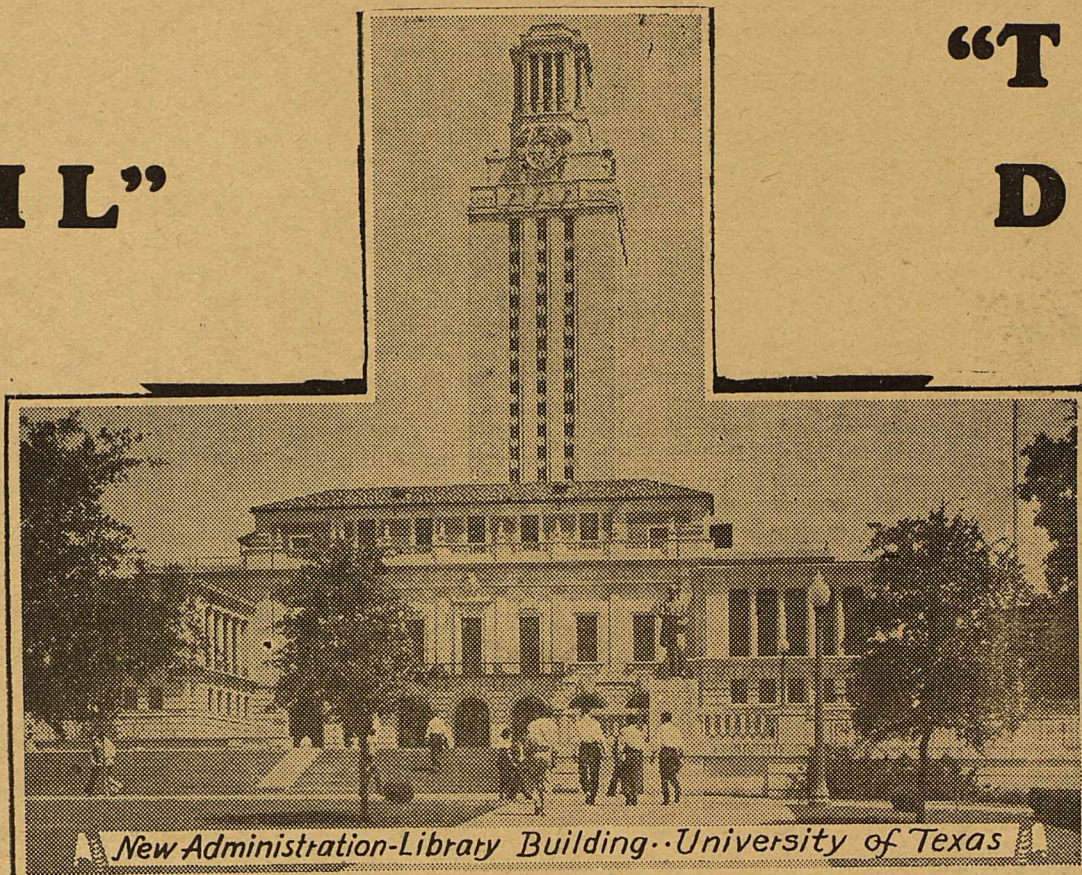 “T
I L”
D
New Administration-Library Building..University of Texas